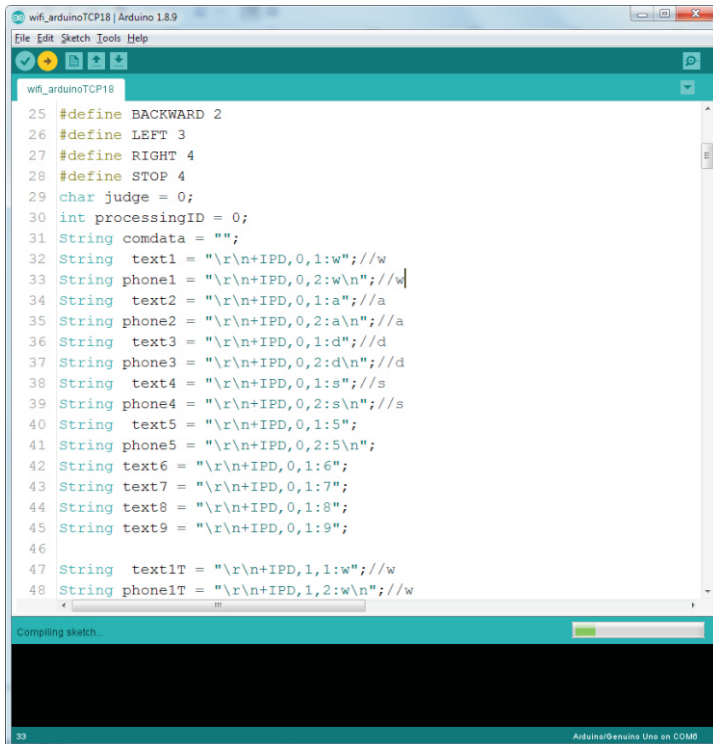 wifi_arduinoTCP18 | Arduino 1.8.9
File Edit Sketch Tools Help
wifi_arduinoTCP18
25 #define BACKWARD 2
26 #define LEFT 3
27 #define RIGHT 4
28 #define STOP 4
29 char judge = 0;
30 int processingID = 0;
31 String comdata = "";
32 String  text1 = "\r\n+IPD,0,1:w";//w
33 String phone1 = "\r\n+IPD,0,2:w\n";//w
34 String  text2 = "\r\n+IPD,0,1:a";//a
35 String phone2 = "\r\n+IPD,0,2:a\n";//a
36 String  text3 = "\r\n+IPD,0,1:d";//d
37 String phone3 = "\r\n+IPD,0,2:d\n";//d
38 String  text4 = "\r\n+IPD,0,1:s";//s
39 String phone4 = "\r\n+IPD,0,2:s\n";//s
40 String  text5 = "\r\n+IPD,0,1:5";
41 String phone5 = "\r\n+IPD,0,2:5\n";
42 String text6 = "\r\n+IPD,0,1:6";
43 String text7 = "\r\n+IPD,0,1:7";
44 String text8 = "\r\n+IPD,0,1:8";
45 String text9 = "\r\n+IPD,0,1:9";
46
47 String  text1T = "\r\n+IPD,1,1:w";//w
48 String phone1T = "\r\n+IPD,1,2:w\n";//w
Compiling sketch...
33 Arduino/Genuino Uno on COM6